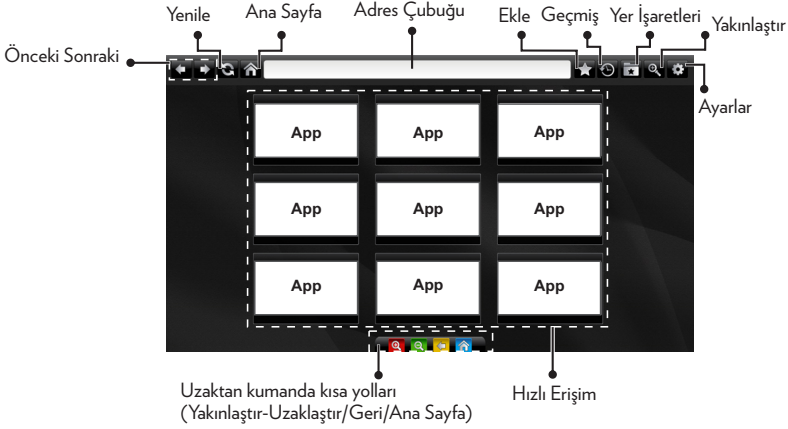 Yenile
Ana Sayfa
Adres Çubuğu
Ekle
Geçmiş
Yer İşaretleri
Yakınlaştır
Önceki Sonraki
Ayarlar
App App App
App App App
App App App
Uzaktan kumanda kısa yolları
(Yakınlaştır-Uzaklaştır/Geri/Ana Sayfa)
Hızlı Erişim